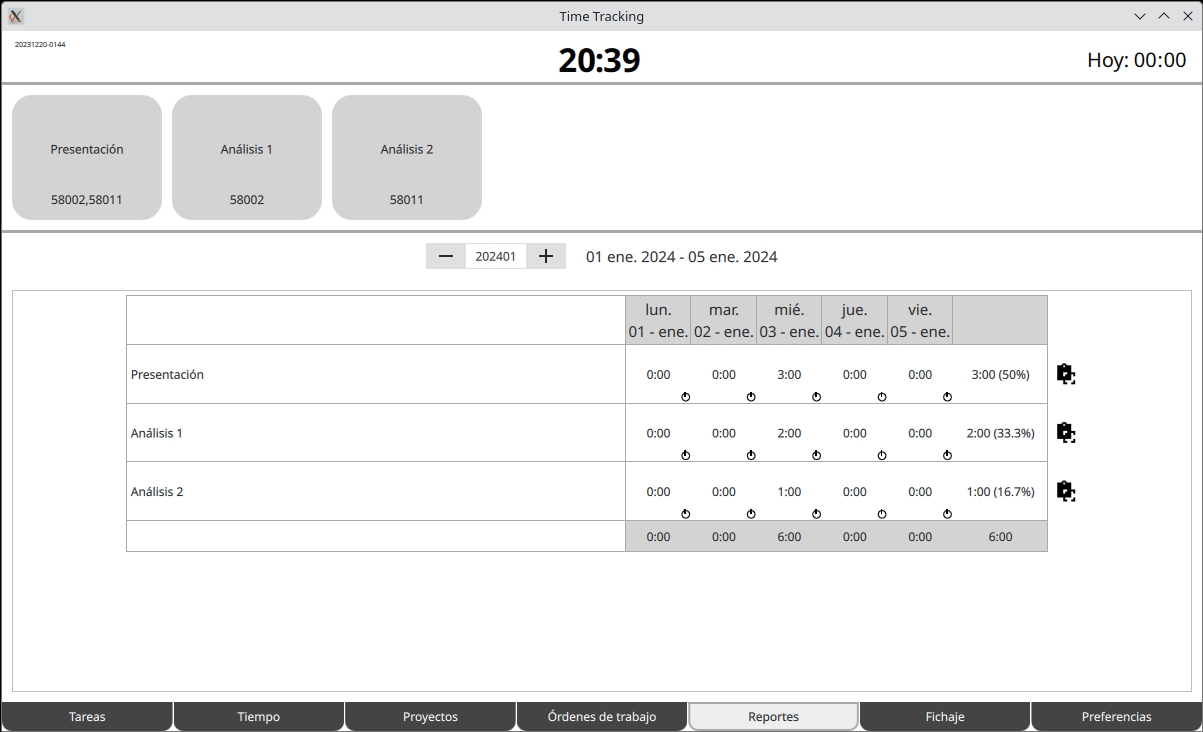 Time Tracking
20231220-0144
20:39
Hoy: 00:00
Presentación
58002,58011
Análisis 1
58002
Análisis 2
58011
202401
01 ene. 2024 - 05 ene. 2024
lun. mar. mié. jue. vie.
01 - ene. 02 - ene. 03 - ene. 04 - ene. 05 - ene.
Presentación 0:00 0:00 3:00 0:00 0:00 3:00 (50%)
Análisis 1 0:00 0:00 2:00 0:00 0:00 2:00 (33.3%)
Análisis 2 0:00 0:00 1:00 0:00 0:00 1:00 (16.7%)
0:00 0:00 6:00 0:00 0:00 6:00
Tareas Tiempo Proyectos Órdenes de trabajo Reportes Fichaje Preferencias